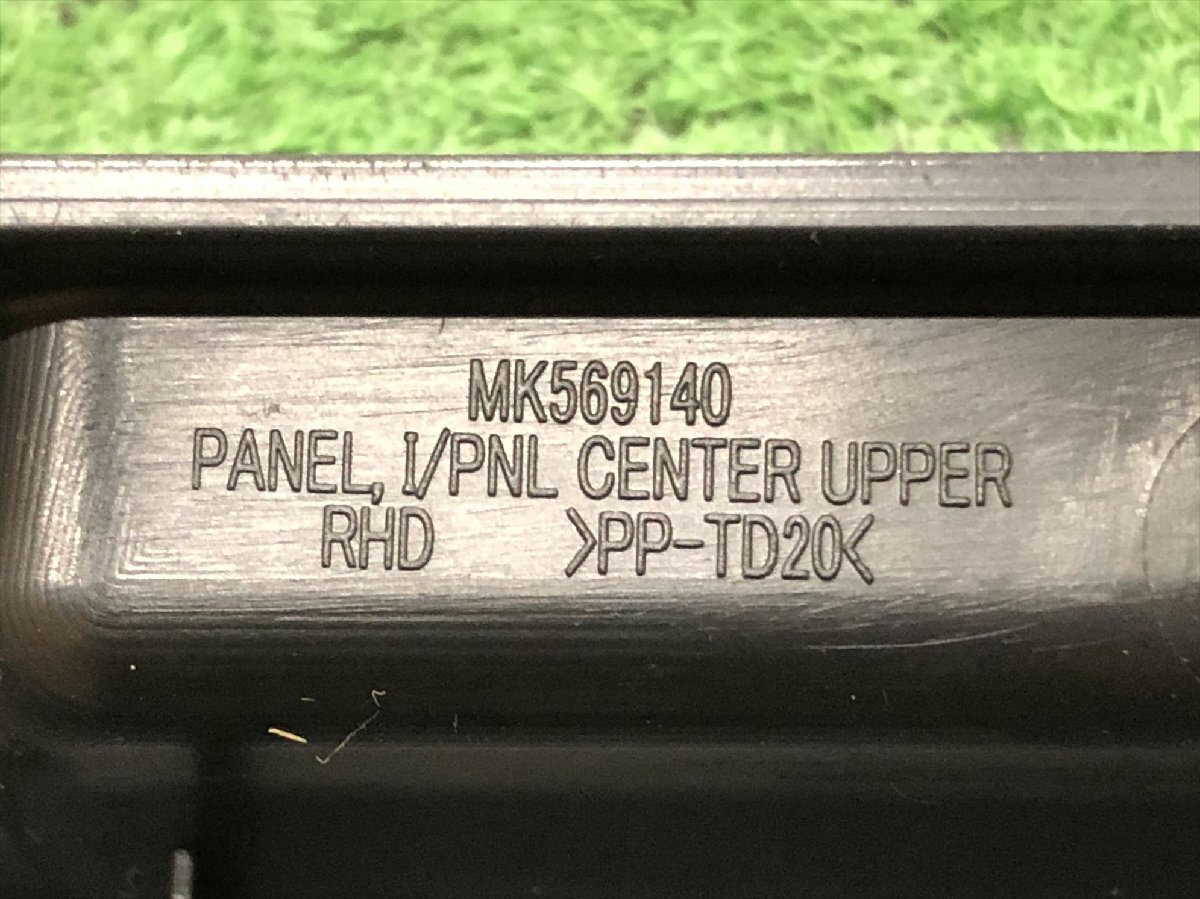 MK569140
PANEL, I/PNL CENTER UPPER
RHD >PP-TD20<